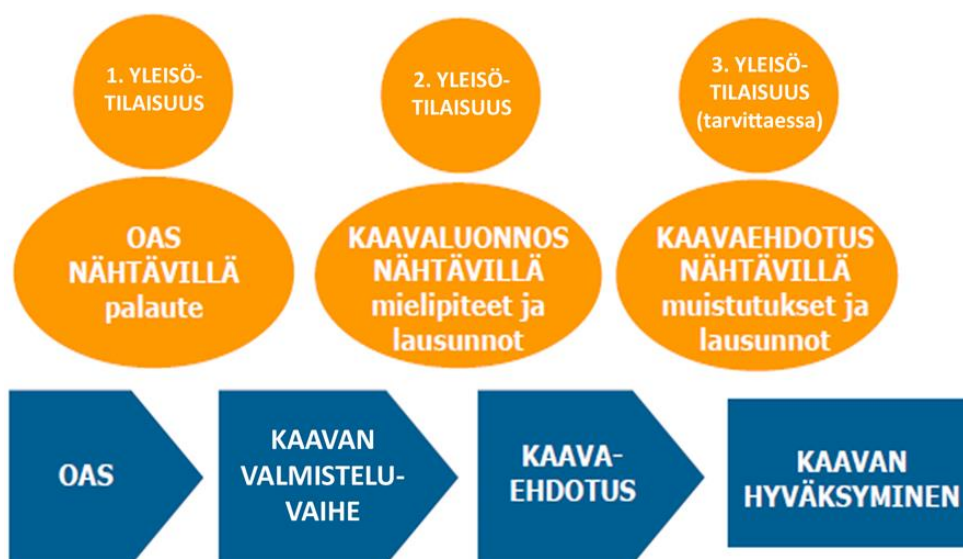 1. YLEISÖ-
TILAISUUS
2. YLEISÖ-
TILAISUUS
3. YLEISÖ-
TILAISUUS
(tarvittaessa)
OAS
NÄHTÄVILLÄ
palaute
KAAVALUONNOS
NÄHTÄVILLÄ
mielipiteet ja
lausunnot
KAAVAEHDOTUS
NÄHTÄVILLÄ
muistutukset ja
lausunnot
OAS
KAAVAN
VALMISTELU-
VAIHE
KAAVA-
EHDOTUS
KAAVAN
HYVÄKSYMINEN